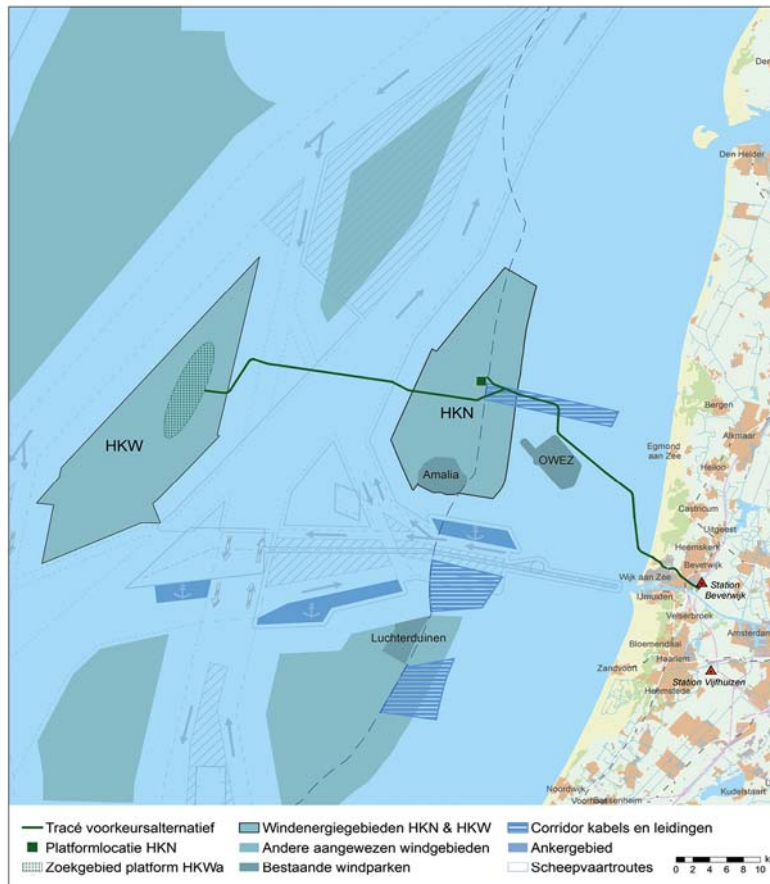 Den Helder
HKW
HKN
Amalia
OWEZ
Bergen
Alkmaar
Egmond
aan Zee
Heiloo
Castricum
Uitgeest
Heemskerk
Beverwijk
Wijk aan Zee
Station
Beverwijk
IJmuiden
Velserbroek
Bloemendaal
Amsterdam
Haarlem
Zandvoort
Station Vijfhuizen
Heemstede
Luchterduinen
Noordwijk
Kudelstaart
Tracé voorkeursalternatief
Platformlocatie HKN
Zoekgebied platform HKWa
Windenergiegebieden HKN & HKW
Andere aangewezen windgebieden
Bestaande windparken
Corridor kabels en leidingen
Ankergebied
Scheepvaartroutes
0 2 4 6 8 10